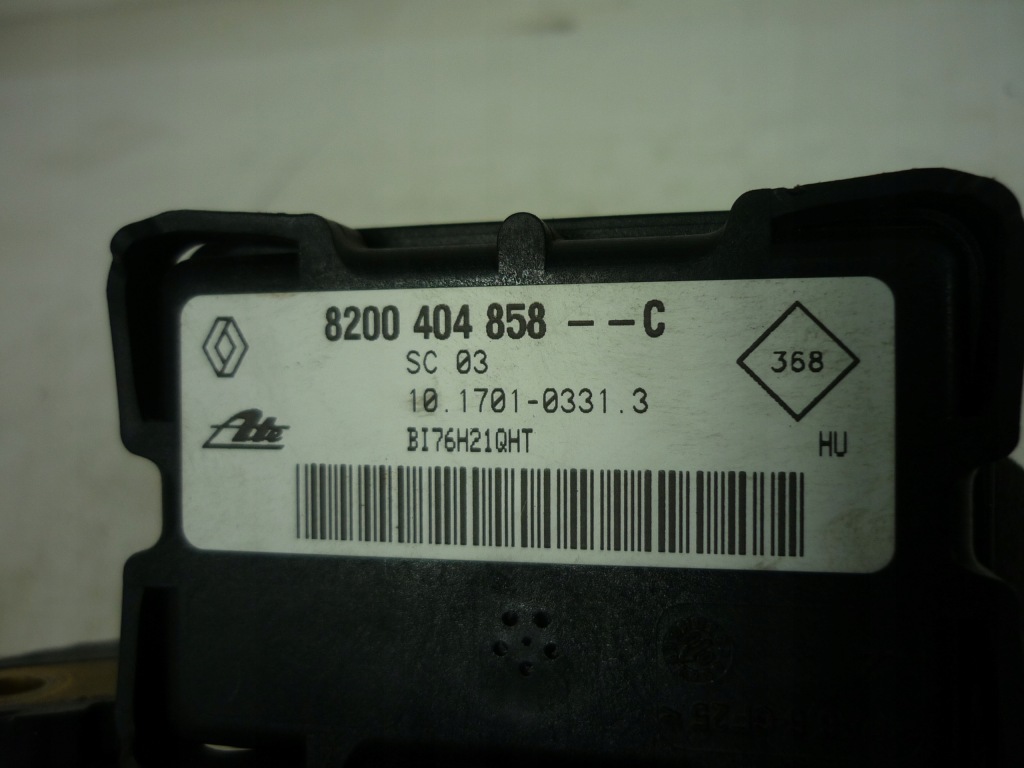 8200 404 858 - - C
SC 03
368
10.1701-0331.3
Ate
BI76H21QHT
HU